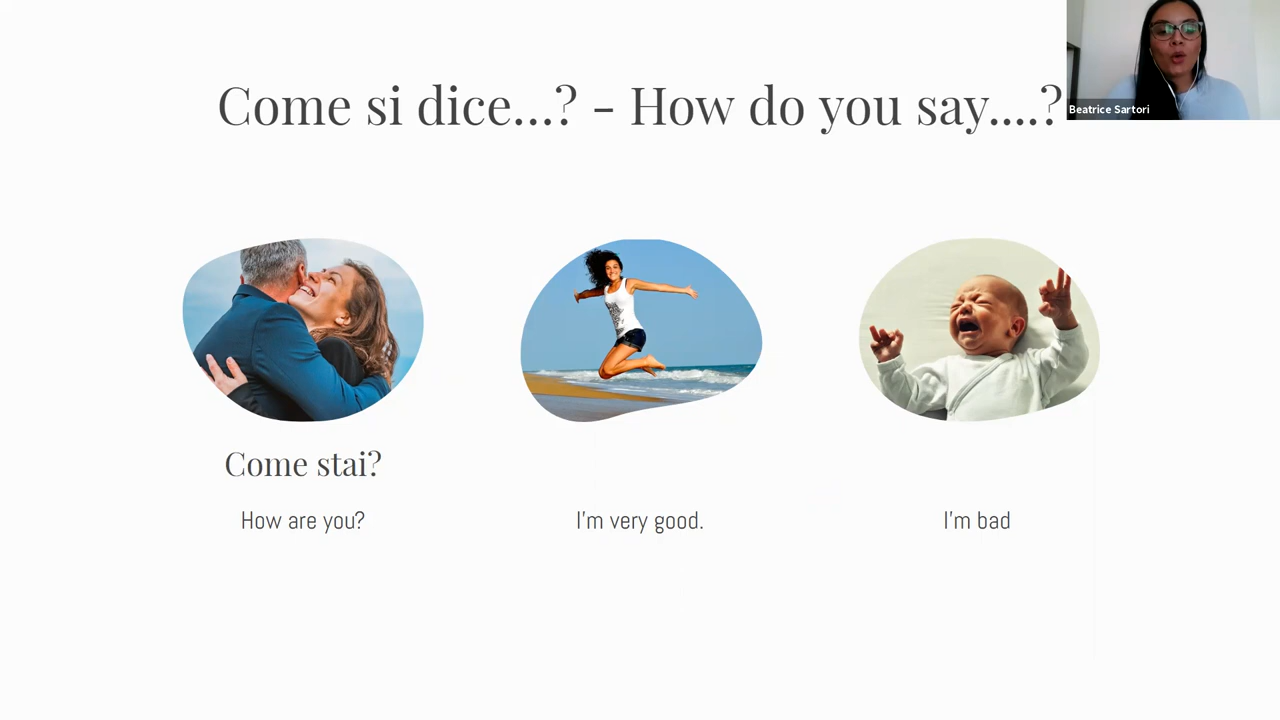 Come si dice...? - How do you say....?
Beatrice Sartori
Come stai?
How are you?
I'm very good.
I'm bad